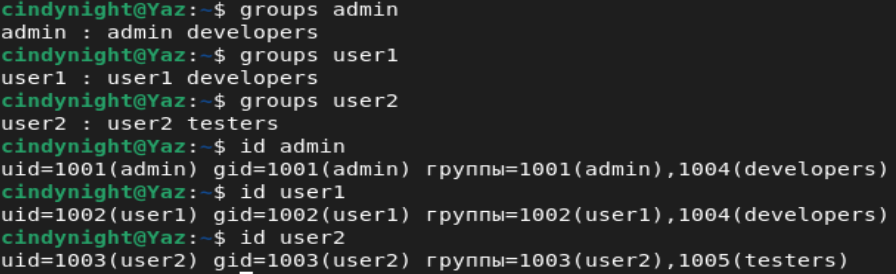 cindynight@Yaz:~$ groups admin
admin : admin developers
cindynight@Yaz:~$ groups user1
user1 : user1 developers
cindynight@Yaz:~$ groups user2
user2 : user2 testers
cindynight@Yaz:~$ id admin
uid=1001(admin) gid=1001(admin) группы=1001(admin),1004(developers)
cindynight@Yaz:~$ id user1
uid=1002(user1) gid=1002(user1) группы=1002(user1),1004(developers)
cindynight@Yaz:~$ id user2
uid=1003(user2) gid=1003(user2) группы=1003(user2),1005(testers)